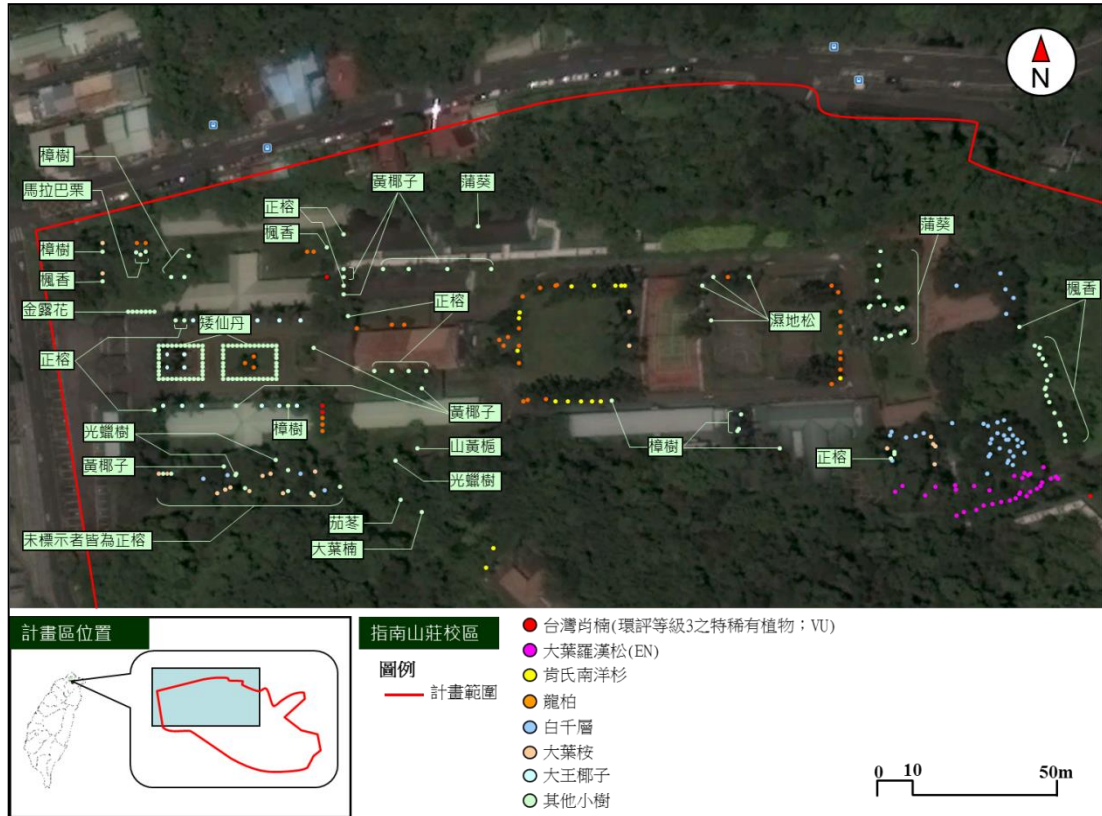 N
樟樹
馬拉巴栗
樟樹
楓香
金露花
正榕
楓香
黃椰子
蒲葵
蒲葵
楓香
正榕
正榕
矮仙丹
濕地松
正榕
黃椰子
樟樹
光蠟樹
黃椰子
山黃梔
光蠟樹
樟樹
正榕
茄苳
大葉楠
未標示者皆為正榕
計畫區位置
指南山莊校區
圖例
計畫範圍
台灣肖楠(環評等級3之特稀有植物；VU)
大葉羅漢松(EN)
肯氏南洋杉
龍柏
白千層
大葉桉
大王椰子
其他小樹
0 10 50m